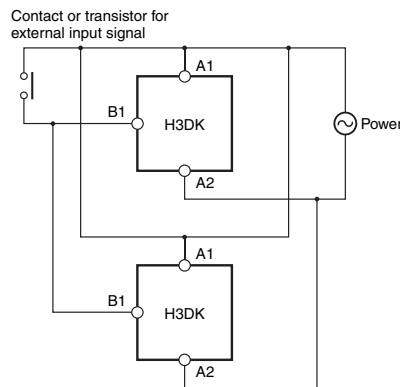 Contact or transistor for
external input signal
A1
B1
H3DK
Power
A2
A1
B1
H3DK
A2